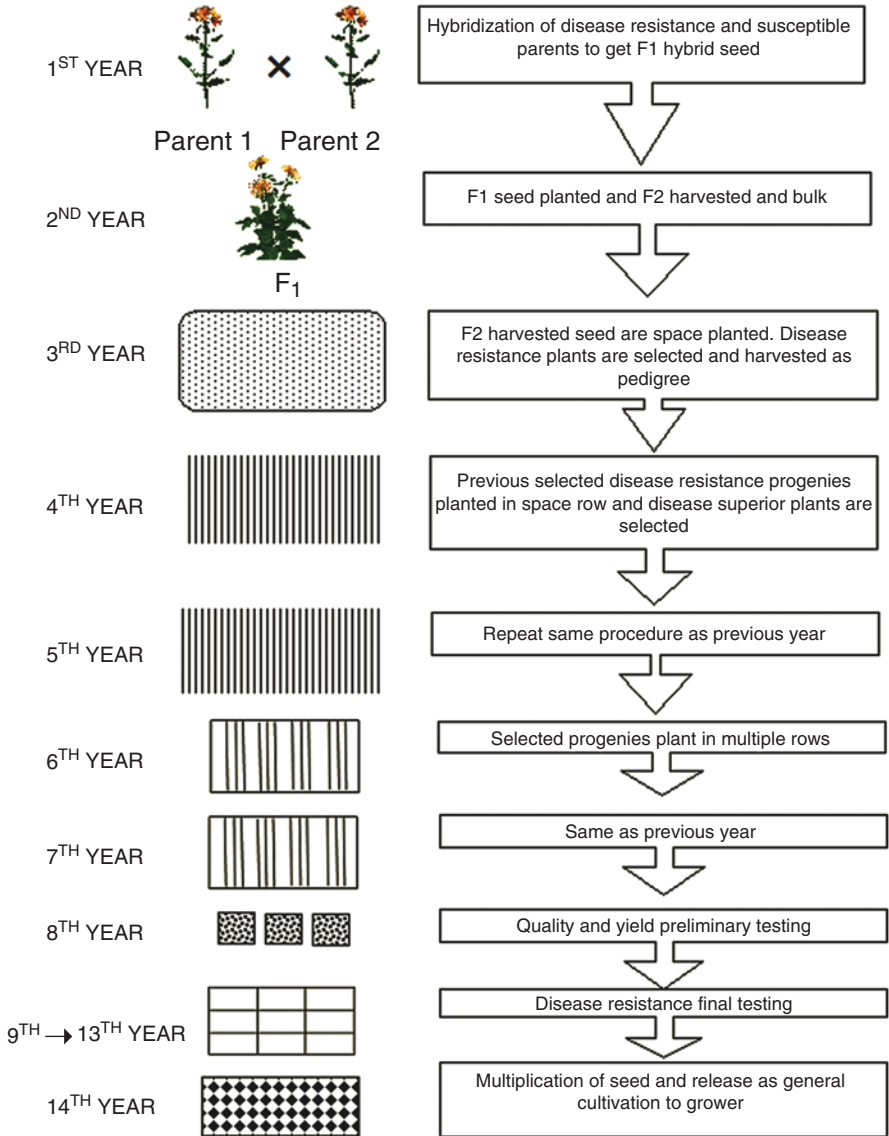 1ST YEAR
Parent 1
Parent 2
Hybridization of disease resistance and susceptible
parents to get F1 hybrid seed
2ND YEAR
F1
F1 seed planted and F2 harvested and bulk
3RD YEAR
F2 harvested seed are space planted. Disease
resistance plants are selected and harvested as
pedigree
4TH YEAR
Previous selected disease resistance progenies
planted in space row and disease superior plants are
selected
5TH YEAR
Repeat same procedure as previous year
6TH YEAR
Selected progenies plant in multiple rows
7TH YEAR
Same as previous year
8TH YEAR
Quality and yield preliminary testing
9TH → 13TH YEAR
Disease resistance final testing
14TH YEAR
Multiplication of seed and release as general
cultivation to grower